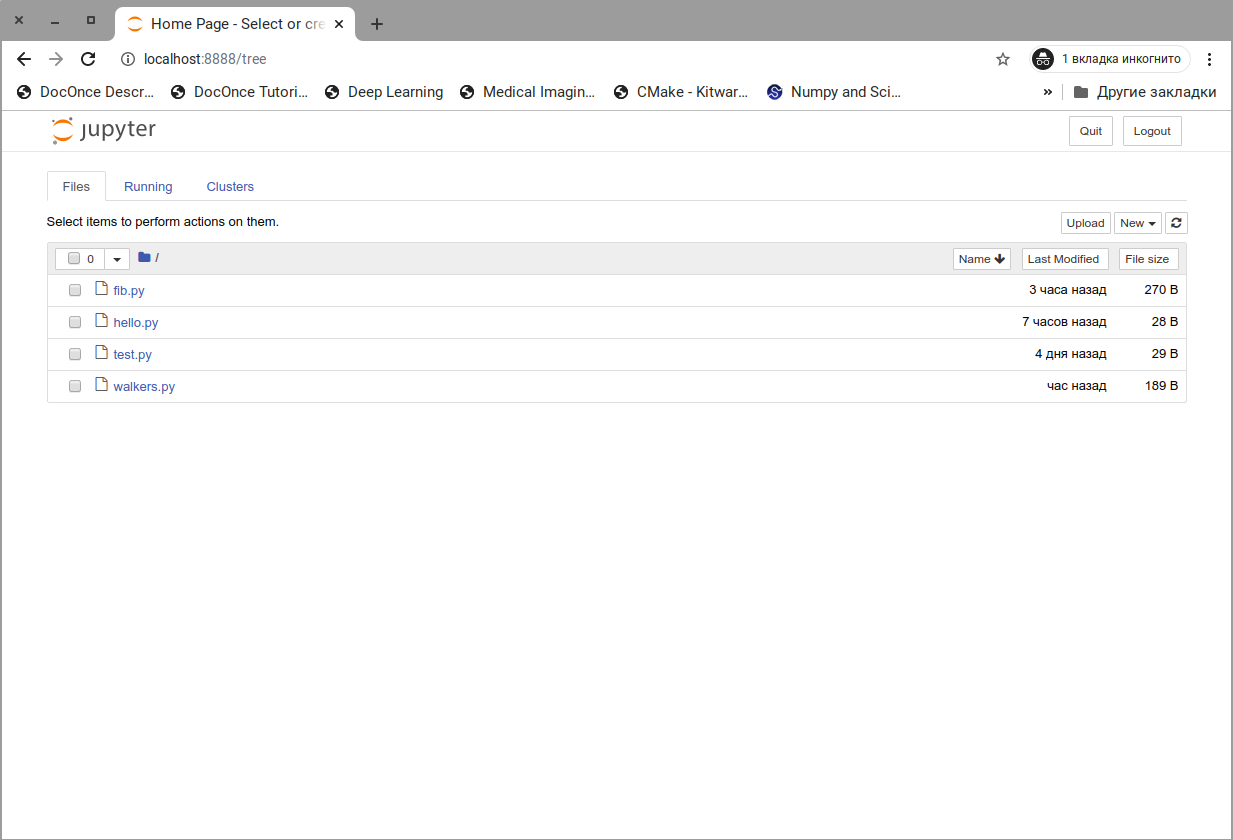 Home Page - Select or cre
localhost:8888/tree
1 вкладка инкогнито
DocOnce Descr... DocOnce Tutori... Deep Learning Medical Imagin... CMake - Kitwar... Numpy and Sci... » Другие закладки
jupyter Quit Logout
Files Running Clusters
Select items to perform actions on them. Upload New
0 / Name Last Modified File size
fib.py 3 часа назад 270 B
hello.py 7 часов назад 28 B
test.py 4 дня назад 29 B
walkers.py час назад 189 B